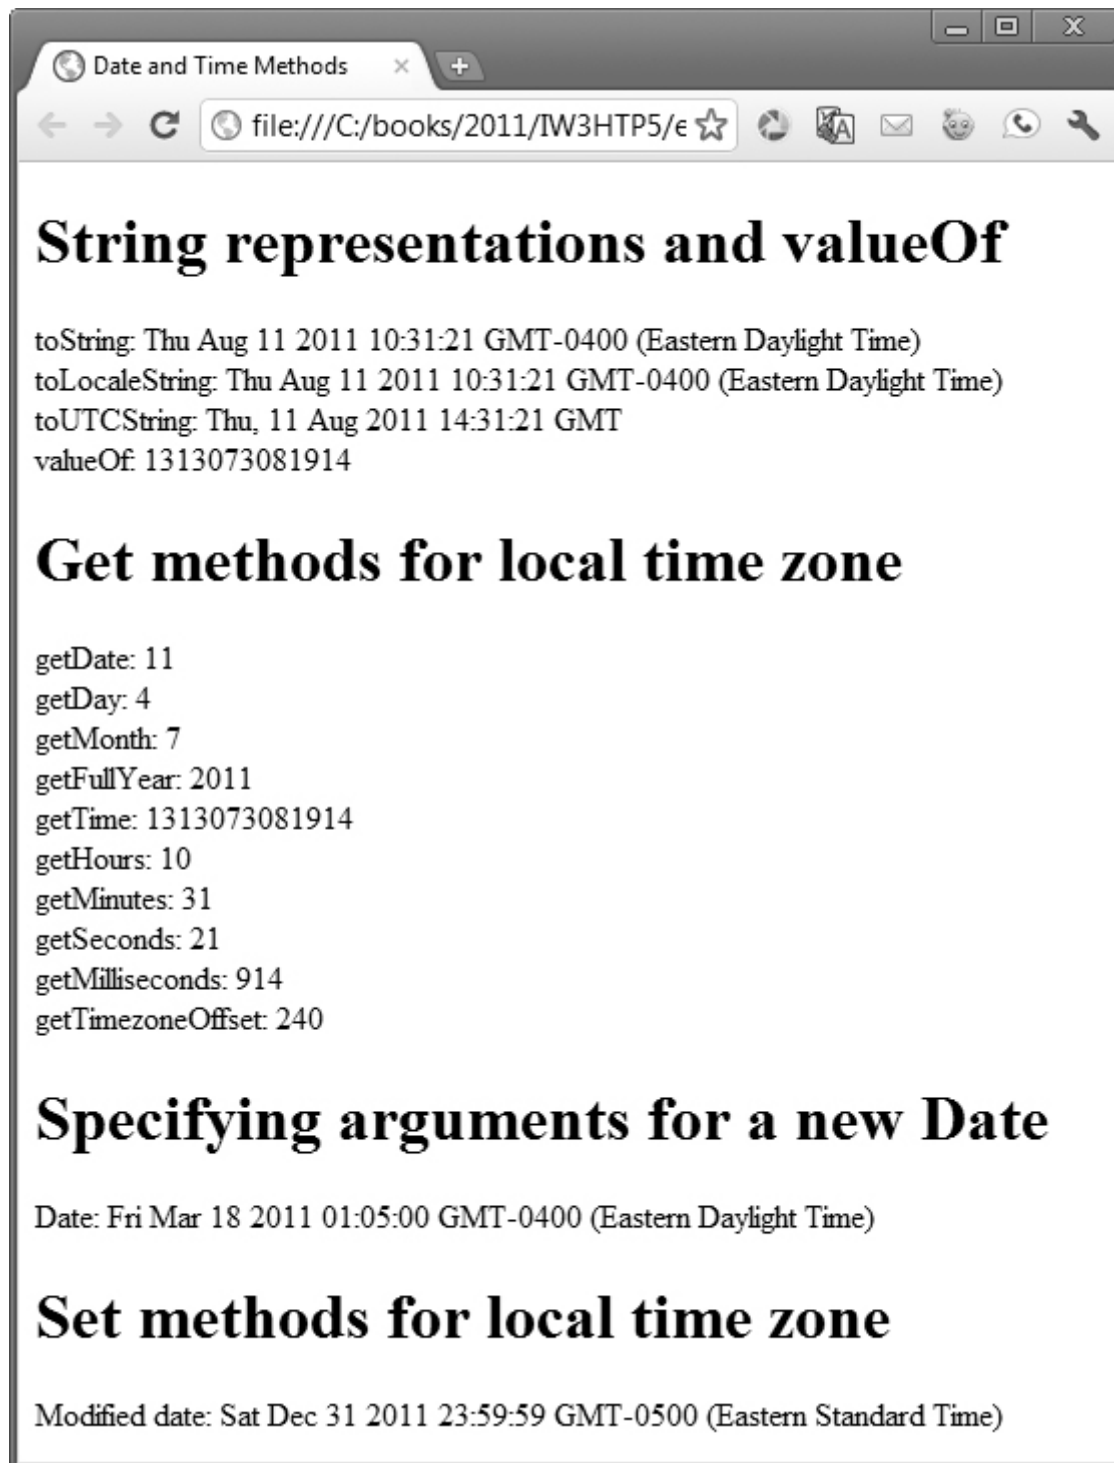 Date and Time Methods
file:///C:/books/2011/IW3HTP5/e
String representations and valueOf
toString: Thu Aug 11 2011 10:31:21 GMT-0400 (Eastern Daylight Time)
toLocaleString: Thu Aug 11 2011 10:31:21 GMT-0400 (Eastern Daylight Time)
toUTCString: Thu, 11 Aug 2011 14:31:21 GMT
valueOf: 1313073081914
Get methods for local time zone
getDate: 11
getDay: 4
getMonth: 7
getFullYear: 2011
getTime: 1313073081914
getHours: 10
getMinutes: 31
getSeconds: 21
getMilliseconds: 914
getTimezoneOffset: 240
Specifying arguments for a new Date
Date: Fri Mar 18 2011 01:05:00 GMT-0400 (Eastern Daylight Time)
Set methods for local time zone
Modified date: Sat Dec 31 2011 23:59:59 GMT-0500 (Eastern Standard Time)